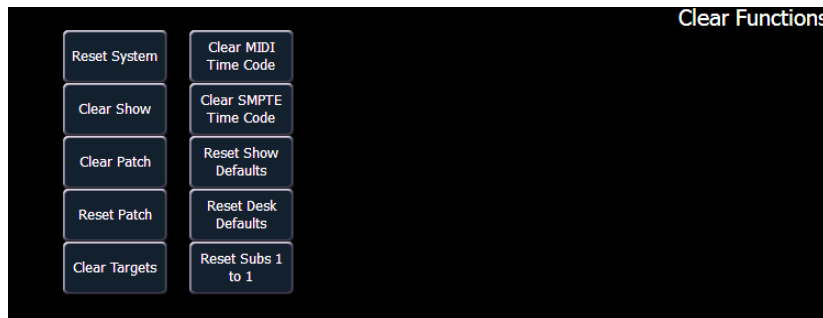 Clear Functions
Reset System
Clear MIDI
Time Code
Clear Show
Clear SMPTE
Time Code
Clear Patch
Reset Show
Defaults
Reset Patch
Reset Desk
Defaults
Clear Targets
Reset Subs 1
to 1